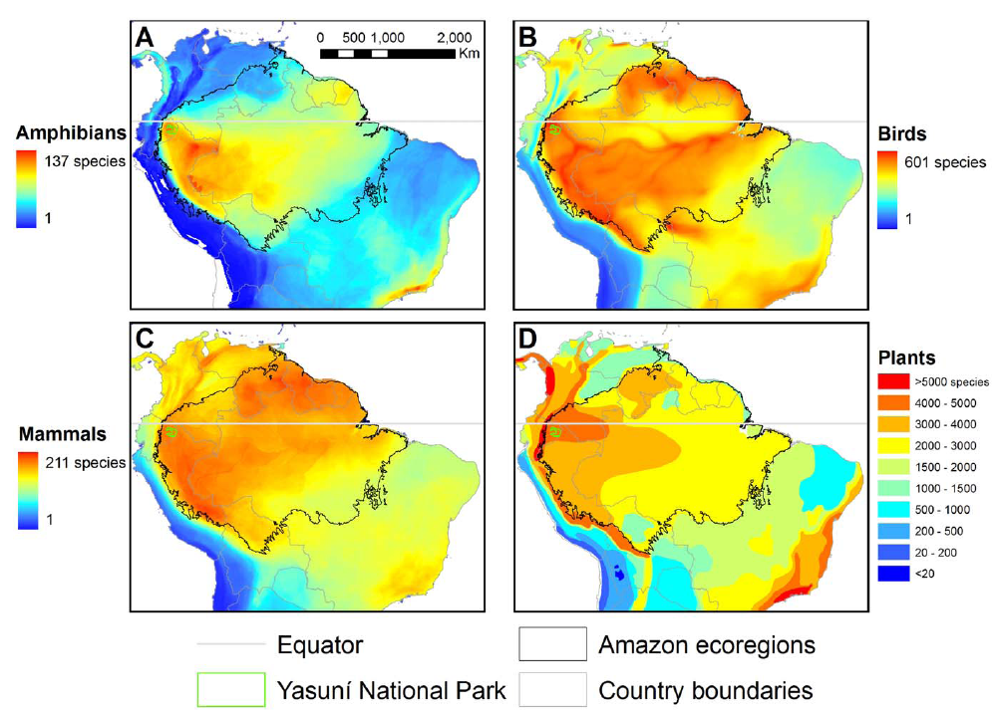 A
0 500 1,000 2,000
Km
B
Amphibians
137 species
1
Birds
601 species
1
C
D
Mammals
211 species
1
Plants
>5000 species
4000 - 5000
3000 - 4000
2000 - 3000
1500 - 2000
1000 - 1500
500 - 1000
200 - 500
20 - 200
<20
Equator
Amazon ecoregions
Yasuní National Park
Country boundaries